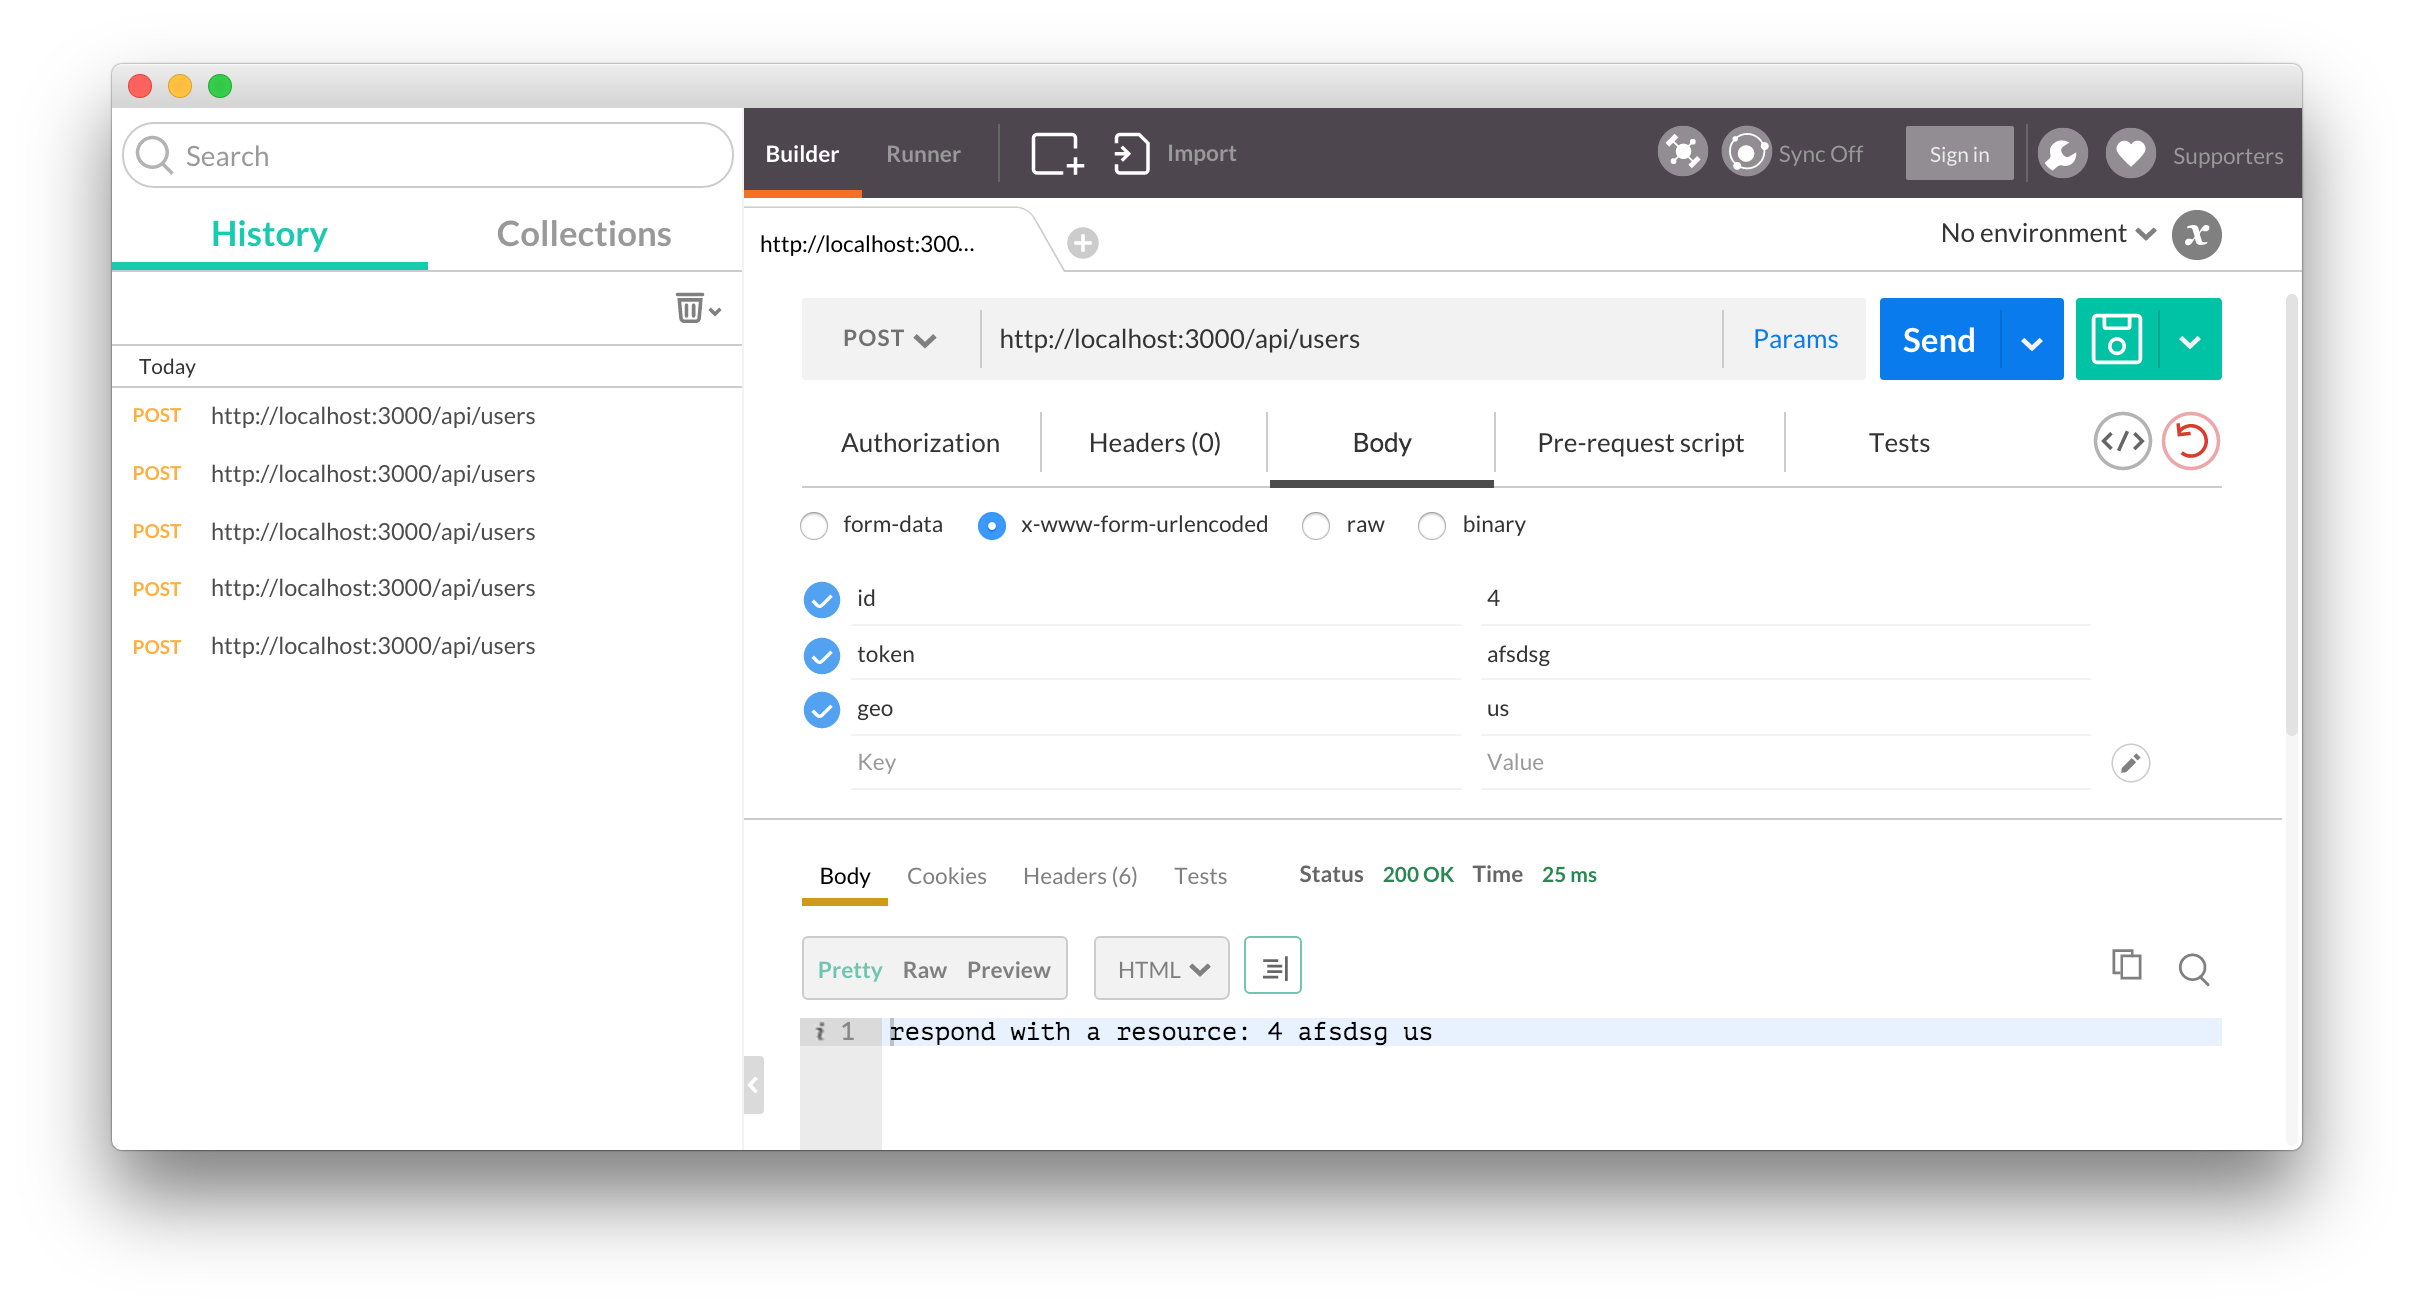 Search
History Collections
Today
POST http://localhost:3000/api/users
POST http://localhost:3000/api/users
POST http://localhost:3000/api/users
POST http://localhost:3000/api/users
POST http://localhost:3000/api/users
Builder Runner Import Sync Off Sign in Supporters
http://localhost:300... No environment x
POST http://localhost:3000/api/users Params Send
Authorization Headers (0) Body Pre-request script Tests </>
form-data x-www-form-urlencoded raw binary
id 4
token afsdsg
geo us
Key Value
Body Cookies Headers (6) Tests Status 200 OK Time 25 ms
Pretty Raw Preview HTML
i 1 respond with a resource: 4 afsdsg us